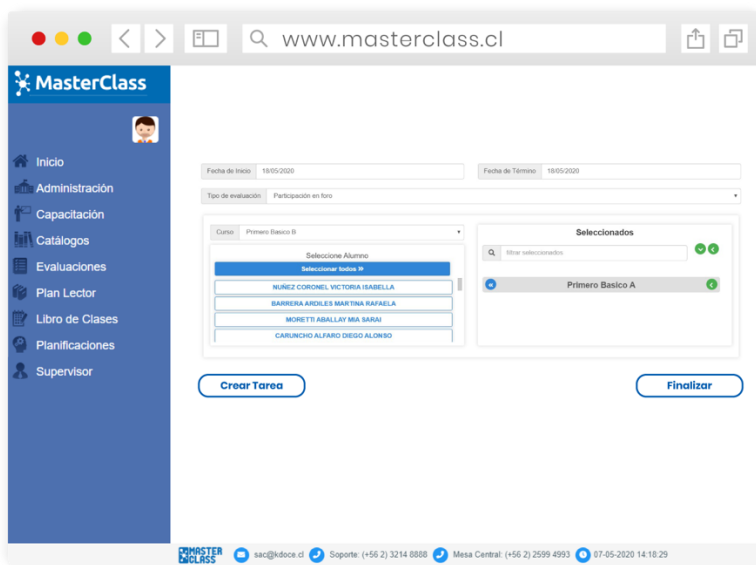 www.masterclass.cl
MasterClass
Inicio
Administración
Capacitación
Catálogos
Evaluaciones
Plan Lector
Libro de Clases
Planificaciones
Supervisor
Fecha de Inicio 18/05/2020
Fecha de Término 18/05/2020
Tipo de evaluación Participación en foro
Curso Primero Basico B
Seleccione Alumno
Seleccionar todos »
NUÑEZ CORONEL VICTORIA ISABELLA
BARRERA ARDILES MARTINA RAFAELA
MORETTI ABALLAY MIA SARAI
CARUNCHO ALFARO DIEGO ALONSO
Seleccionados
filtrar seleccionados
Primero Basico A
Crear Tarea
Finalizar
MASTER CLASS sac@kdoce.cl Soporte: (+56 2) 3214 8888 Mesa Central: (+56 2) 2599 4993 07-05-2020 14:18:29